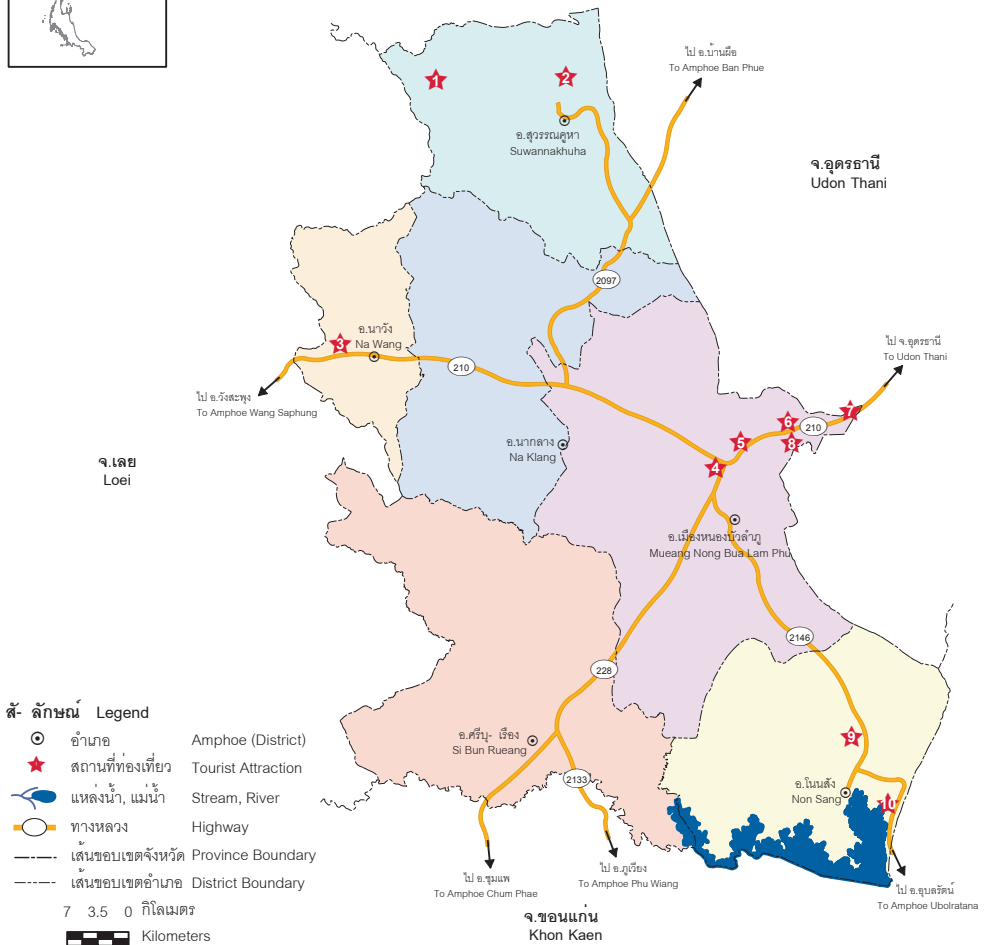 ไป อ.บ้านผือ
To Amphoe Ban Phue
1
2
อ.สุวรรณคูหา
Suwannakhuha
จ.อุดรธานี
Udon Thani
2097
อ.นาวัง
Na Wang
3
210
ไป จ.อุดรธานี
To Udon Thani
ไป อ.วังสะพุง
To Amphoe Wang Saphung
7
6
210
5
8
อ.นากลาง
Na Klang
จ.เลย
Loei
4
อ.เมืองหนองบัวลำภู
Mueang Nong Bua Lam Phu
2146
228
สั- ลักษณ์ Legend
อำเภอ Amphoe (District)
สถานที่ท่องเที่ยว Tourist Attraction
แหล่งน้ำ, แม่น้ำ Stream, River
ทางหลวง Highway
เส้นขอบเขตจังหวัด Province Boundary
เส้นขอบเขตอำเภอ District Boundary
7 3.5 0 กิโลเมตร
Kilometers
อ.ศรีบุ- เรือง
Si Bun Rueang
9
2133
อ.โนนสัง
Non Sang
10
ไป อ.ชุมแพ
To Amphoe Chum Phae
ไป อ.ภูเวียง
To Amphoe Phu Wiang
ไป อ.อุบลรัตน์
To Amphoe Ubolratana
จ.ขอนแก่น
Khon Kaen